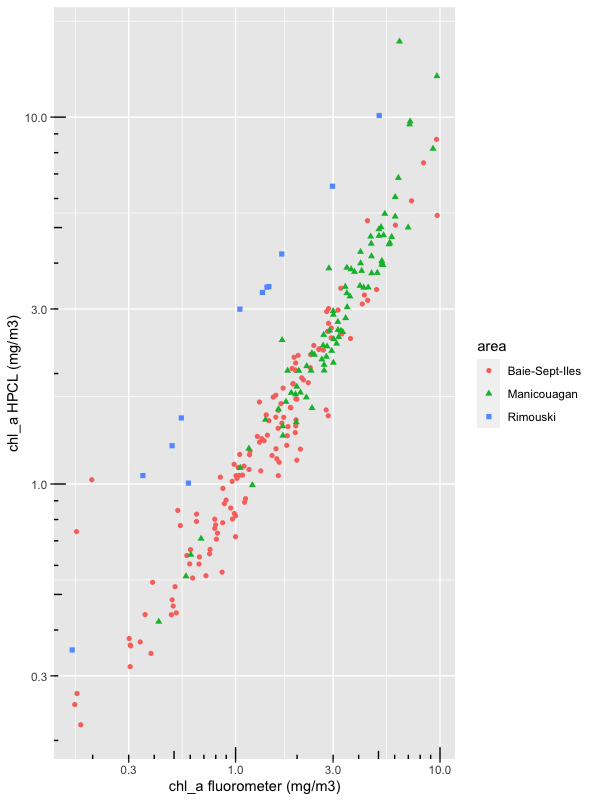 10.0
3.0
1.0
0.3
chl_a HPCL (mg/m3)
0.3
1.0
3.0
10.0
chl_a fluorometer (mg/m3)
area
Baie-Sept-Iles
Manicouagan
Rimouski